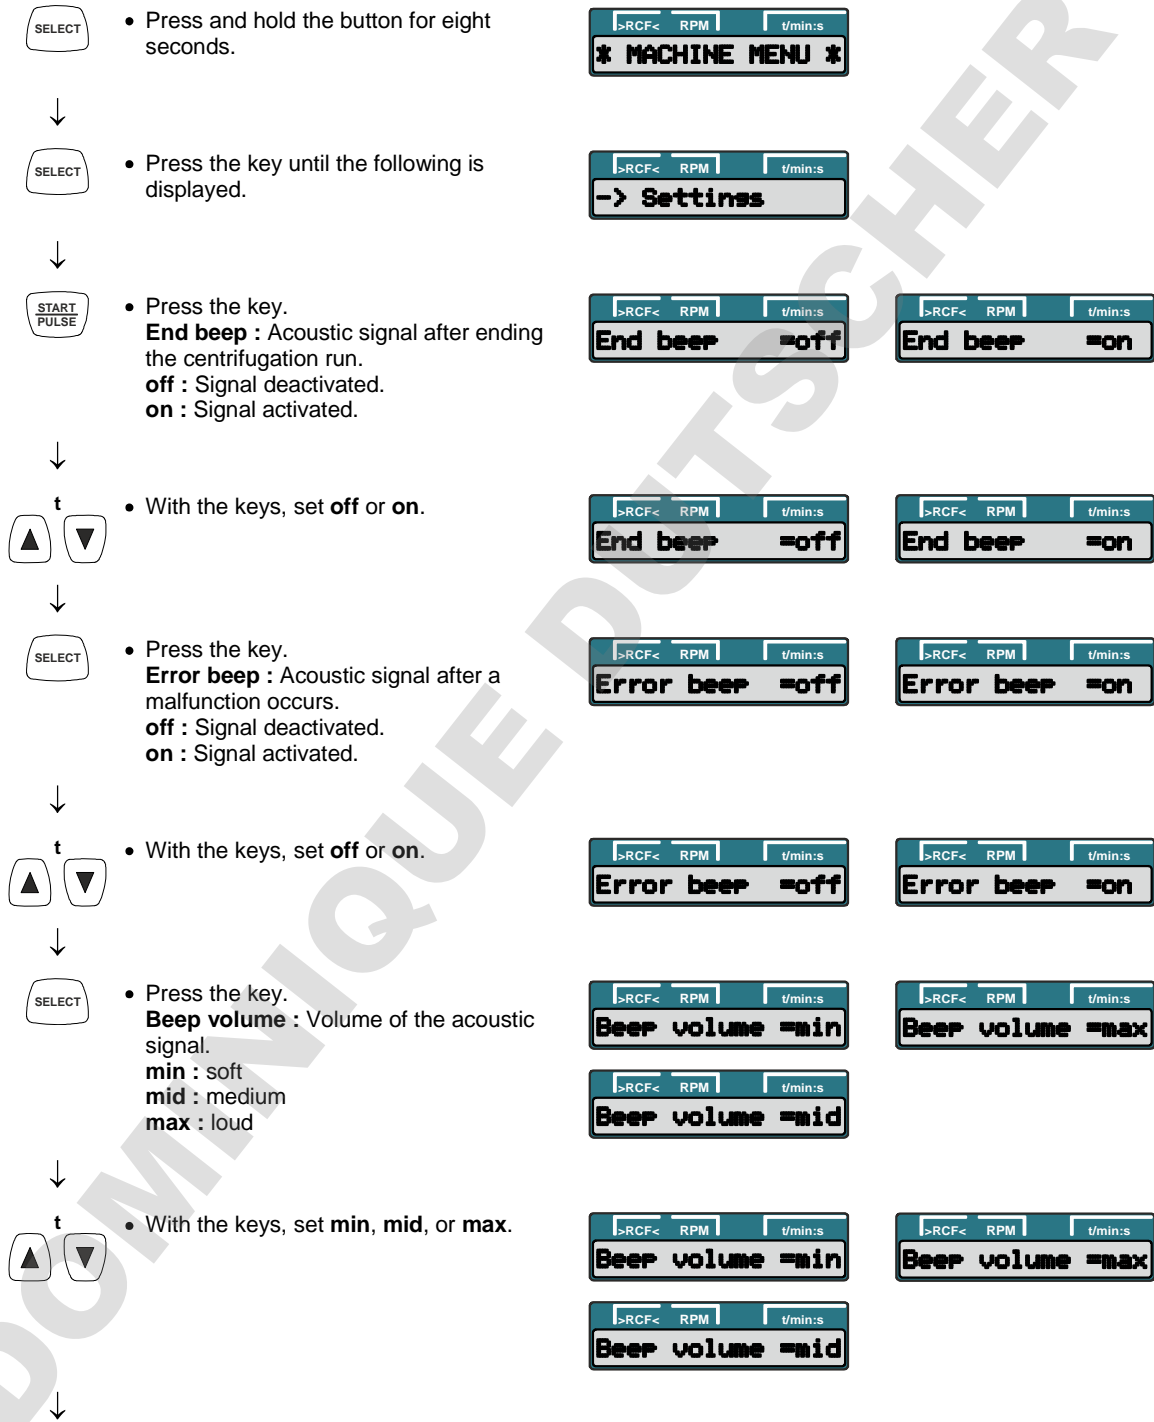 SELECT
• Press and hold the button for eight
seconds.
>RCF< RPM t/min:s
* MACHINE MENU *
↓
SELECT
• Press the key until the following is
displayed.
>RCF< RPM t/min:s
-> Settings
↓
START
PULSE
• Press the key.
End beep : Acoustic signal after ending
the centrifugation run.
off : Signal deactivated.
on : Signal activated.
>RCF< RPM t/min:s
End beep =off
>RCF< RPM t/min:s
End beep =on
↓
t
▲ ▼
• With the keys, set off or on.
>RCF< RPM t/min:s
End beep =off
>RCF< RPM t/min:s
End beep =on
↓
SELECT
• Press the key.
Error beep : Acoustic signal after a
malfunction occurs.
off : Signal deactivated.
on : Signal activated.
>RCF< RPM t/min:s
Error beep =off
>RCF< RPM t/min:s
Error beep =on
↓
t
▲ ▼
• With the keys, set off or on.
>RCF< RPM t/min:s
Error beep =off
>RCF< RPM t/min:s
Error beep =on
↓
SELECT
• Press the key.
Beep volume : Volume of the acoustic
signal.
min : soft
mid : medium
max : loud
>RCF< RPM t/min:s
Beep volume =min
>RCF< RPM t/min:s
Beep volume =max
>RCF< RPM t/min:s
Beep volume =mid
↓
t
▲ ▼
• With the keys, set min, mid, or max.
>RCF< RPM t/min:s
Beep volume =min
>RCF< RPM t/min:s
Beep volume =max
>RCF< RPM t/min:s
Beep volume =mid
↓
DOMINIQUE DUTSCHER